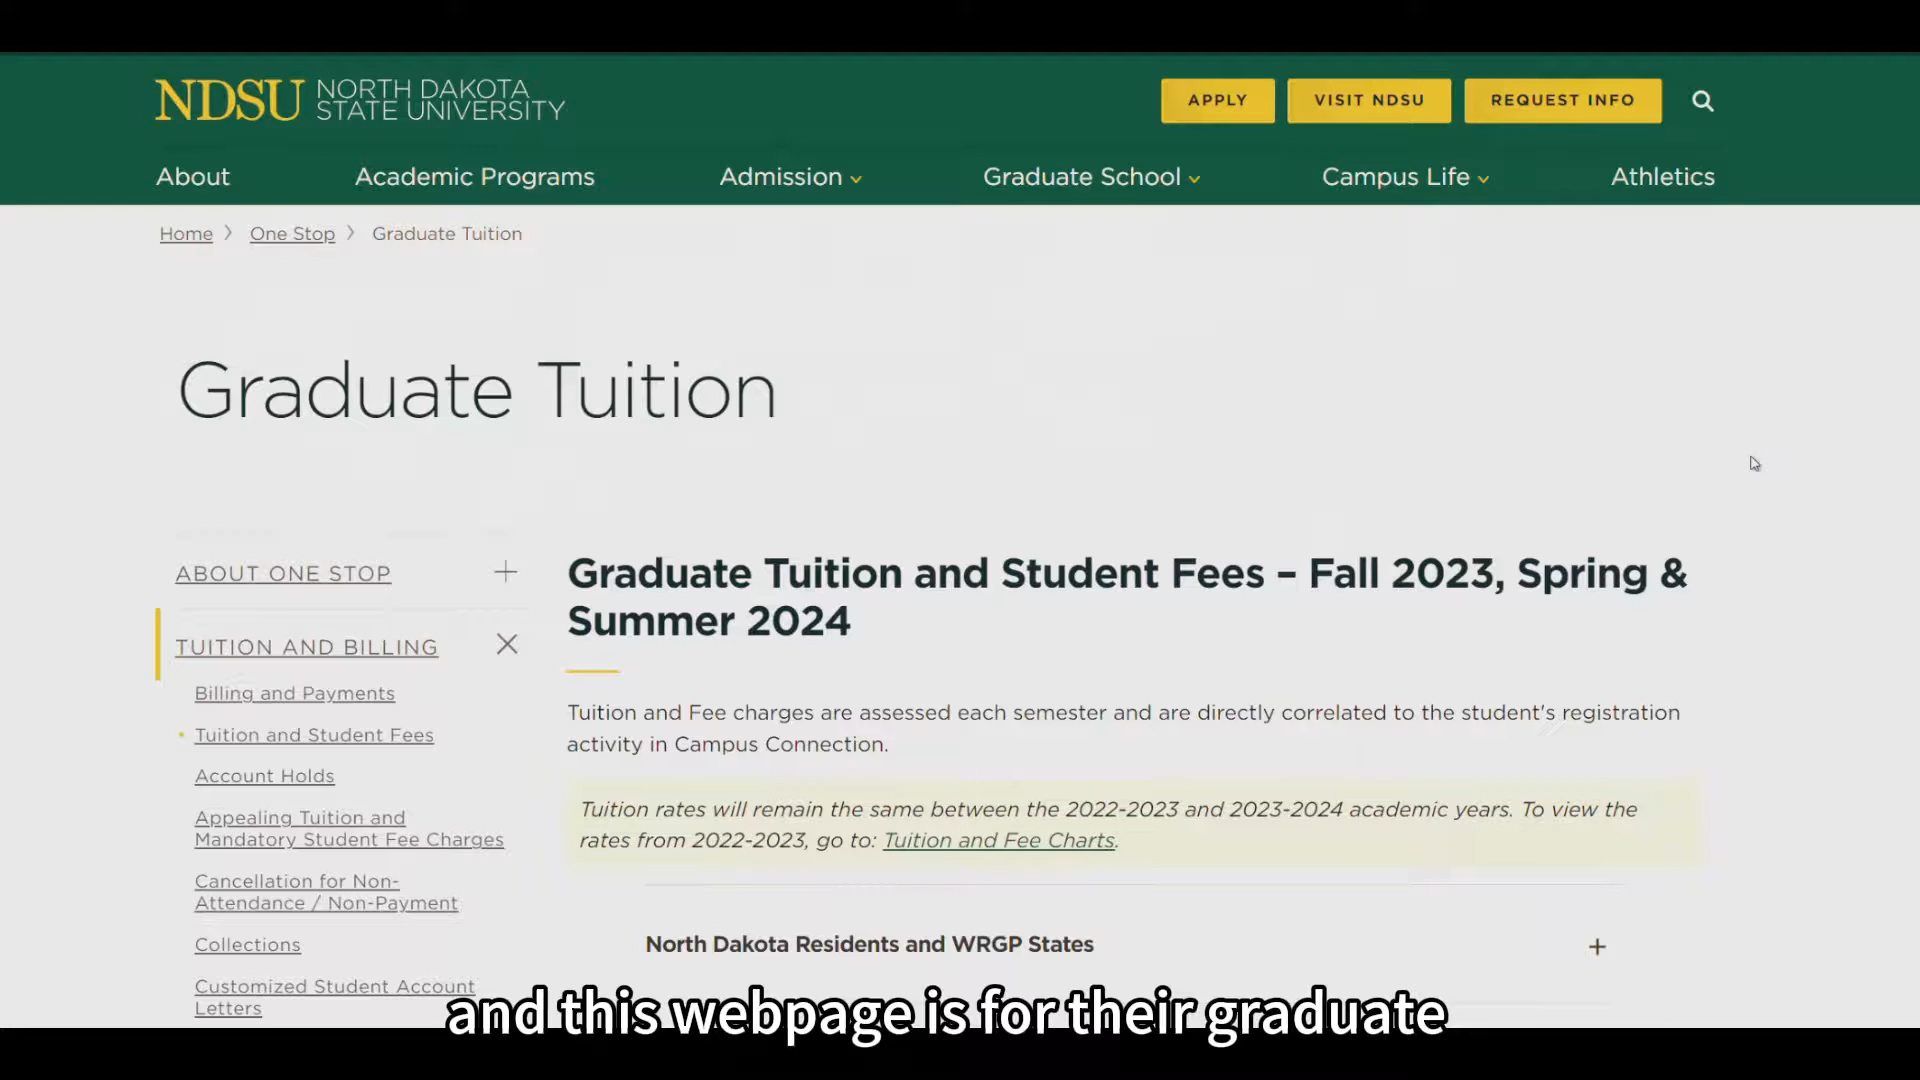 NDSU NORTH DAKOTA
STATE UNIVERSITY
APPLY
VISIT NDSU
REQUEST INFO
About
Academic Programs
Admission
Graduate School
Campus Life
Athletics
Home > One Stop > Graduate Tuition
Graduate Tuition
ABOUT ONE STOP
TUITION AND BILLING
Billing and Payments
Tuition and Student Fees
Account Holds
Appealing Tuition and
Mandatory Student Fee Charges
Cancellation for Non-
Attendance / Non-Payment
Collections
Customized Student Account
Letters
Graduate Tuition and Student Fees – Fall 2023, Spring &
Summer 2024
Tuition and Fee charges are assessed each semester and are directly correlated to the student's registration
activity in Campus Connection.
Tuition rates will remain the same between the 2022-2023 and 2023-2024 academic years. To view the
rates from 2022-2023, go to: Tuition and Fee Charts.
North Dakota Residents and WRGP States
and this webpage is for their graduate